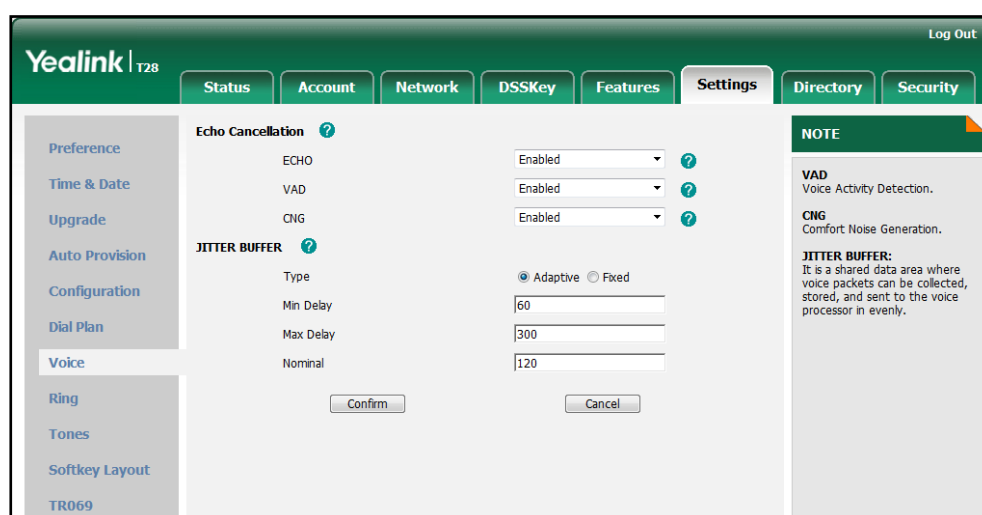 Log Out
Yealink | T28
Status Account Network DSSKey Features Settings Directory Security
Preference
Time & Date
Upgrade
Auto Provision
Configuration
Dial Plan
Voice
Ring
Tones
Softkey Layout
TR069
Echo Cancellation ?
ECHO Enabled ?
VAD Enabled ?
CNG Enabled ?
JITTER BUFFER ?
Type Adaptive Fixed
Min Delay 60
Max Delay 300
Nominal 120
Confirm Cancel
NOTE
VAD
Voice Activity Detection.
CNG
Comfort Noise Generation.
JITTER BUFFER:
It is a shared data area where
voice packets can be collected,
stored, and sent to the voice
processor in evenly.